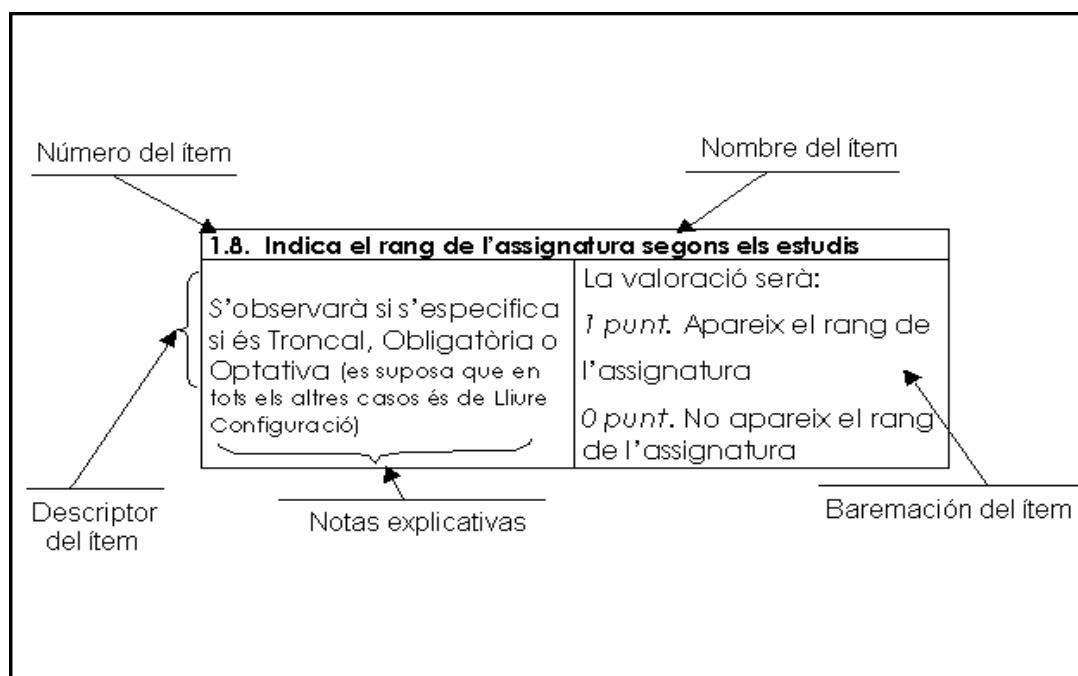 Número del ítem
Nombre del ítem
1.8. Indica el rang de l'assignatura segons els estudis
S'observarà si s'especifica
si és Troncal, Obligatòria o
Optativa (es suposa que en
tots els altres casos és de Lliure
Configuració)
La valoració serà:
1 punt. Apareix el rang de
l'assignatura
0 punt. No apareix el rang
de l'assignatura
Descriptor
del ítem
Notas explicativas
Baremación del ítem